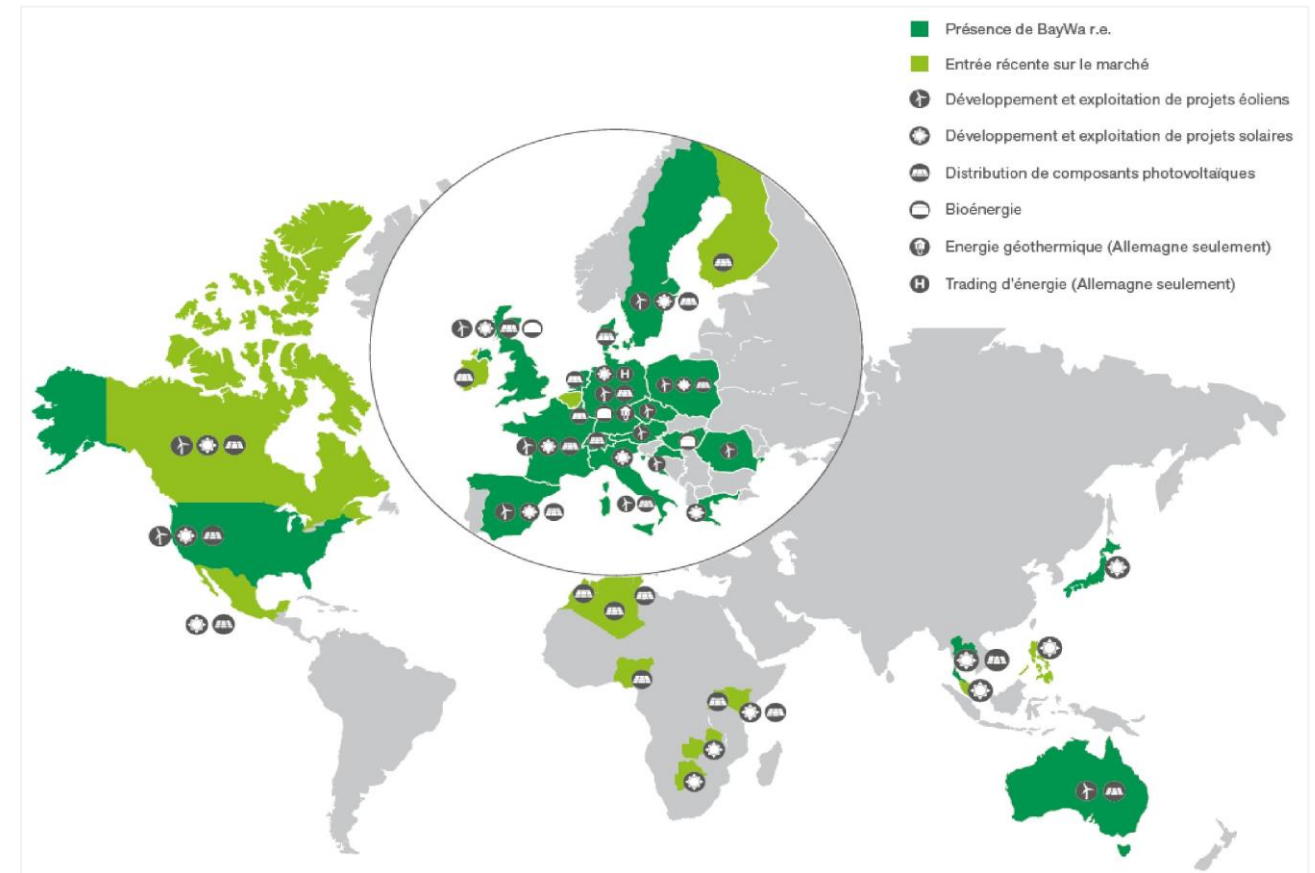 Présence de BayWa r.e.
Entrée récente sur le marché
Développement et exploitation de projets éoliens
Développement et exploitation de projets solaires
Distribution de composants photovoltaïques
Bioénergie
Energie géothermique (Allemagne seulement)
H Trading d'énergie (Allemagne seulement)
H